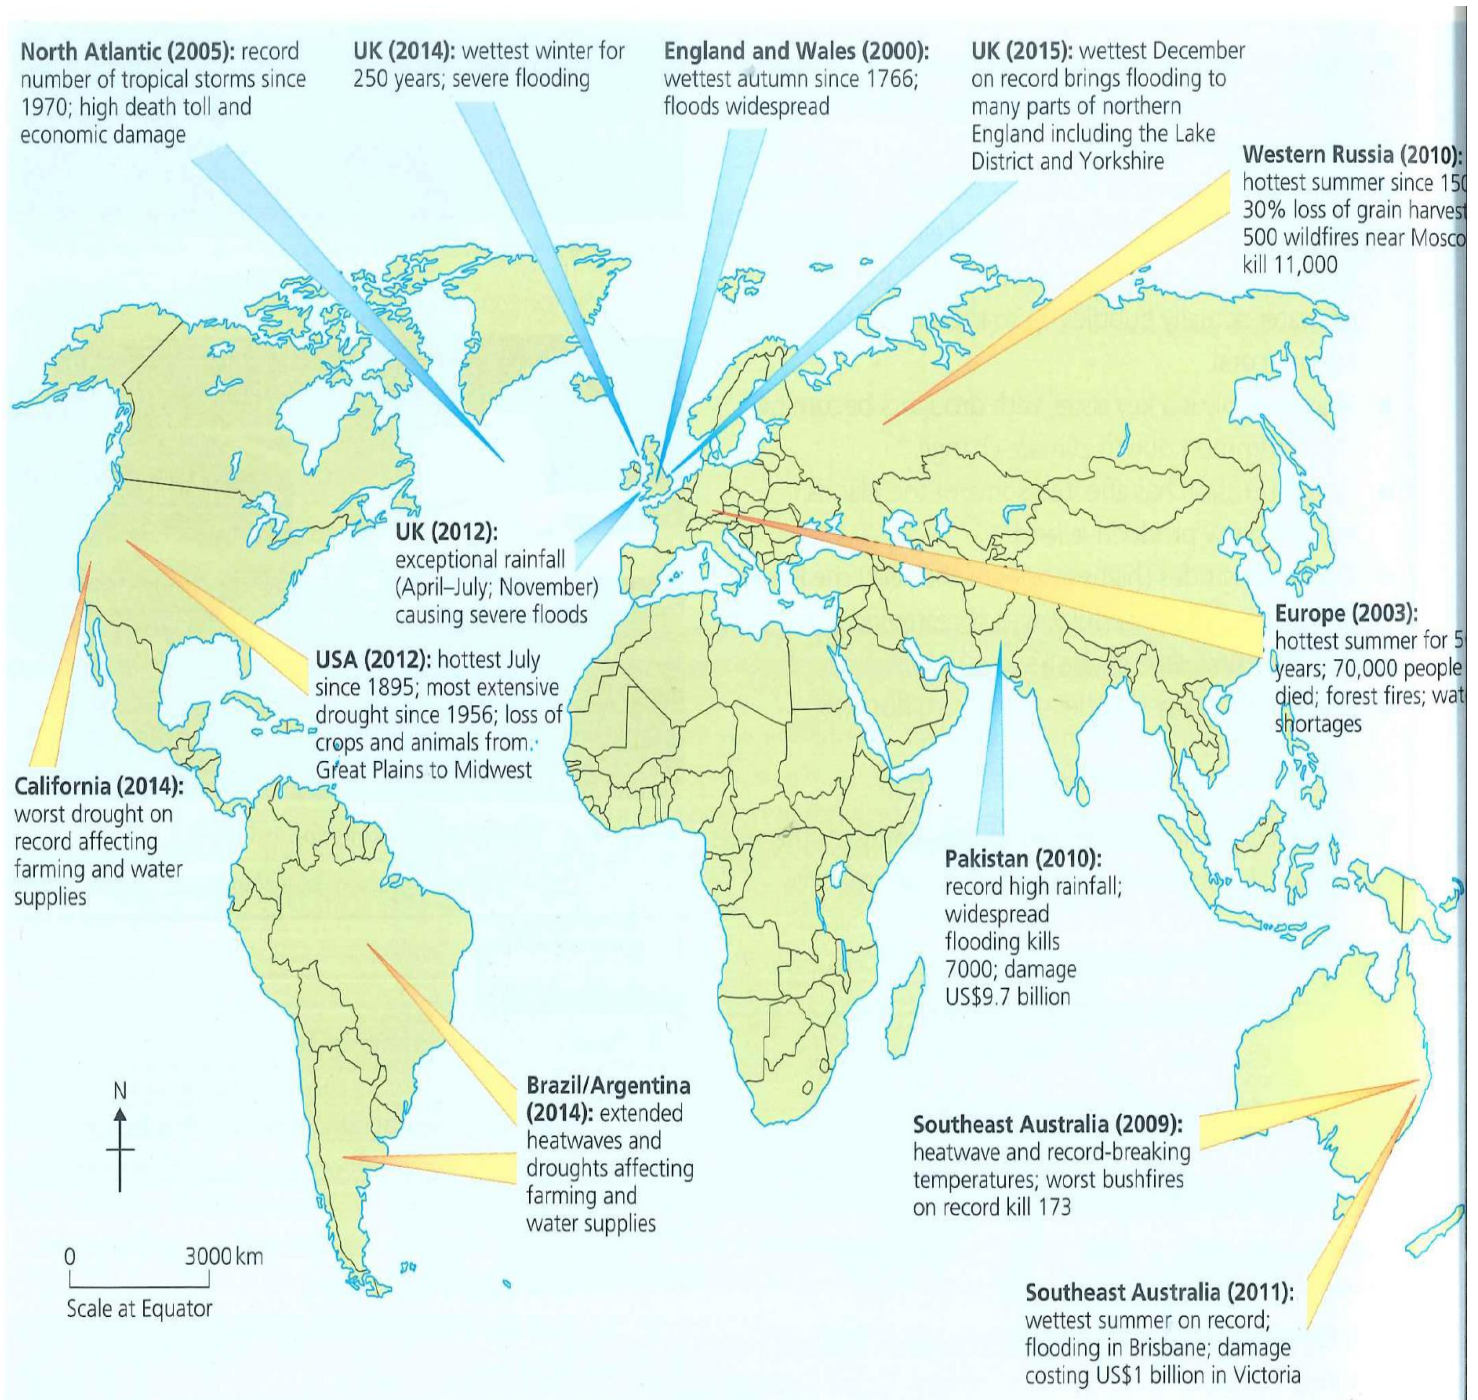 North Atlantic (2005): record
number of tropical storms since
1970; high death toll and
economic damage
UK (2014): wettest winter for
250 years; severe flooding
England and Wales (2000):
wettest autumn since 1766;
floods widespread
UK (2015): wettest December
on record brings flooding to
many parts of northern
England including the Lake
District and Yorkshire
Western Russia (2010):
hottest summer since
30% loss of grain harvest
500 wildfires near
kill 11,000
UK (2012):
exceptional rainfall
(April–July; November)
causing severe floods
USA (2012): hottest July
since 1895; most extensive
drought since 1956; loss of
crops and animals from
Great Plains to Midwest
Europe (2003):
hottest summer for
years; 70,000 people
died; forest fires;
shortages
California (2014):
worst drought on
record affecting
farming and water
supplies
Pakistan (2010):
record high rainfall;
widespread
flooding kills
7000; damage
US$9.7 billion
Brazil/Argentina
(2014): extended
heatwaves and
droughts affecting
farming and
water supplies
Southeast Australia (2009):
heatwave and record-breaking
temperatures; worst bushfires
on record kill 173
N
0 3000 km
Scale at Equator
Southeast Australia (2011):
wettest summer on record;
flooding in Brisbane; damage
costing US$1 billion in Victoria